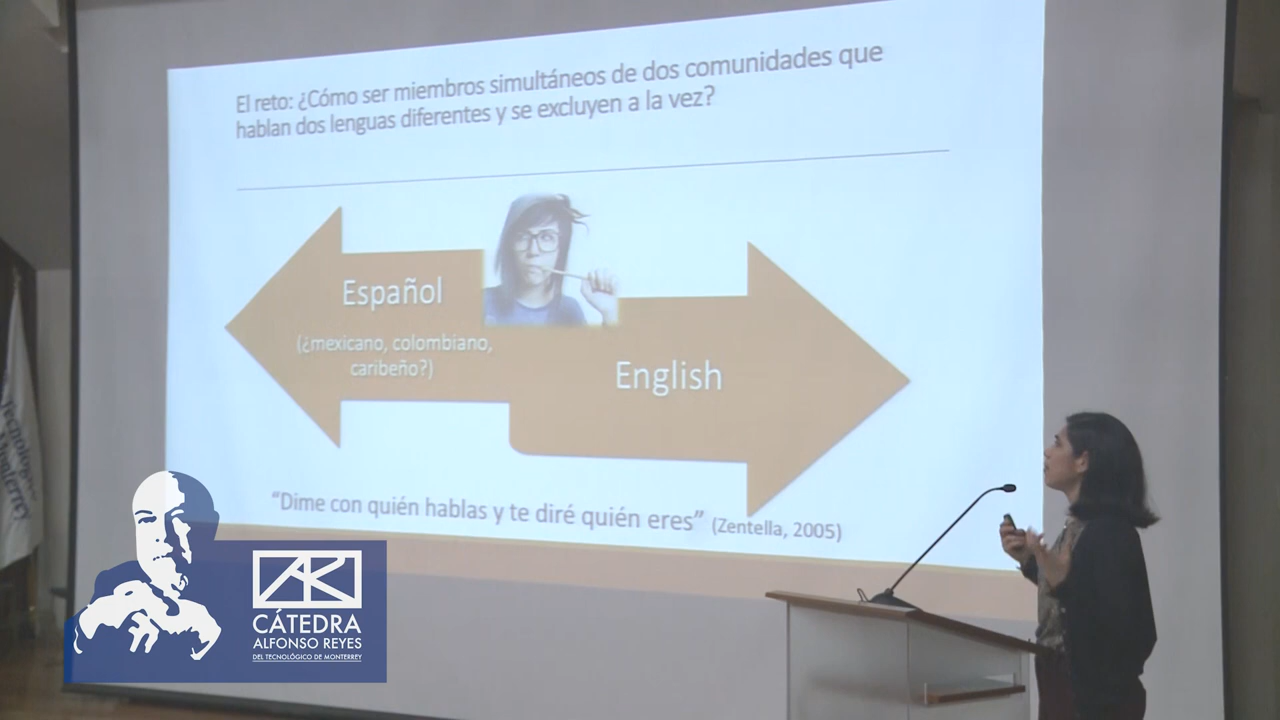 El reto: ¿Cómo ser miembros simultáneos de dos comunidades que
hablan dos lenguas diferentes y se excluyen a la vez?
Español
(¿mexicano, colombiano,
caribeño?)
English
“Dime con quién hablas y te diré quién eres” (Zentella, 2005)
Tecnológico
Monterrey
CÁTEDRA
ALFONSO REYES
DEL TECNOLÓGICO DE MONTERREY